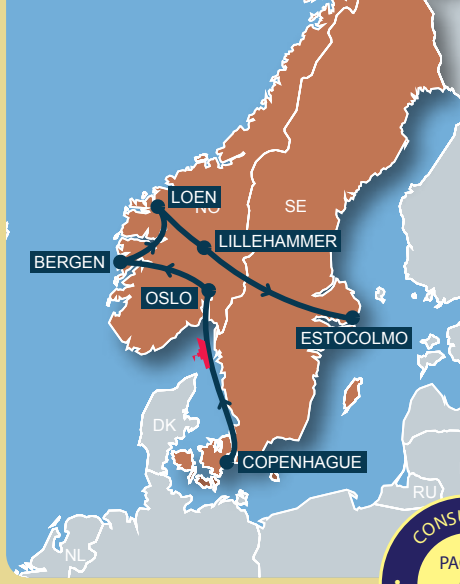 LOEN
NO
SE
LILLEHAMMER
BERGEN
OSLO
ESTOCOLMO
DK
COPENHAGUE
RU
NL